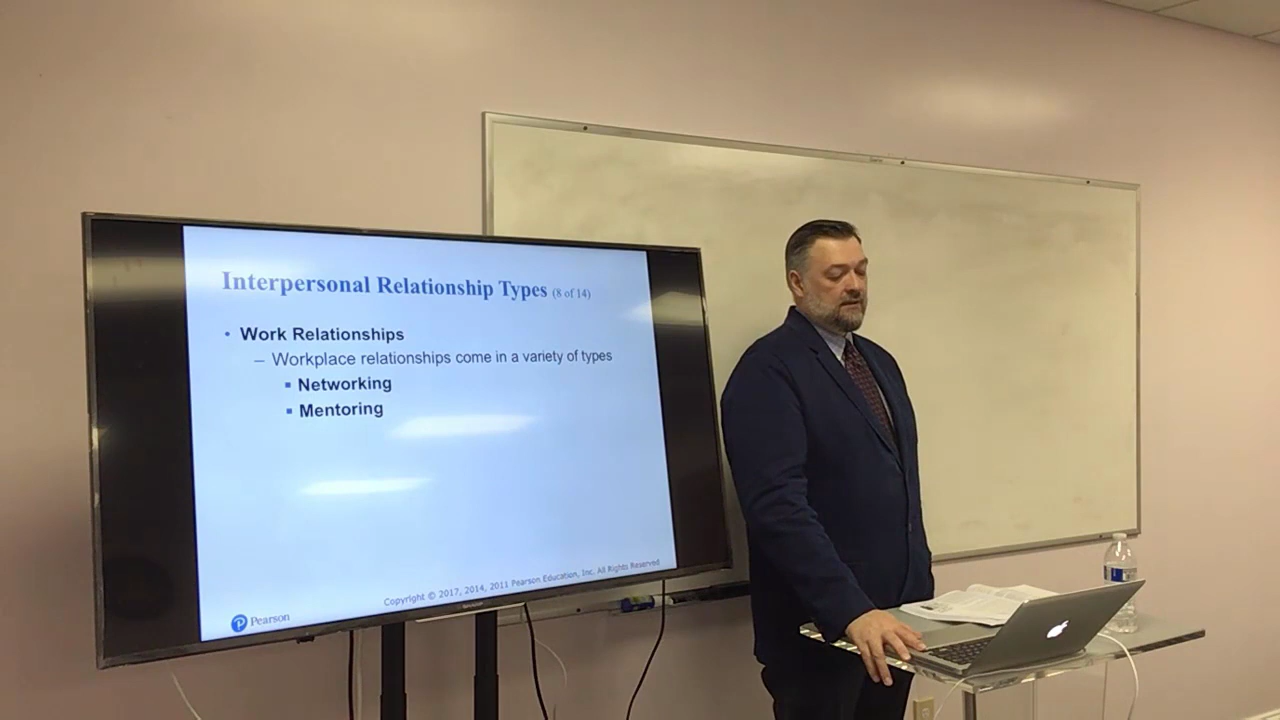 Interpersonal Relationship Types (8 of 14)
• Work Relationships
– Workplace relationships come in a variety of types
▪ Networking
▪ Mentoring
Copyright © 2017, 2014, 2011 Pearson Education, Inc. All Rights Reserved
P Pearson